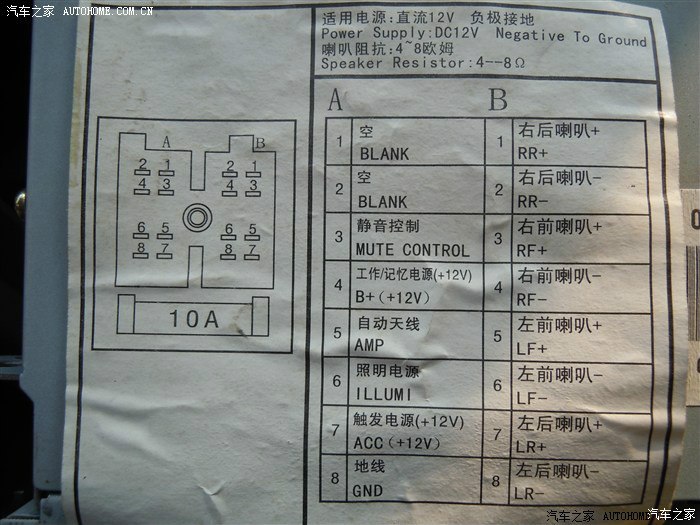 汽车之家 AUTOHOME.COM.CN
适用电源:直流12V 负极接地
Power Supply:DC12V Negative To Ground
喇叭阻抗:4~8欧姆
Speaker Resistor:4--8Ω
A B
A B
2 1 2 1
4 3 4 3
6 5 6 5
8 7 8 7
10A
1 空 1 右后喇叭+
BLANK RR+
2 空 2 右后喇叭-
BLANK RR-
3 静音控制 3 右前喇叭+
MUTE CONTROL RF+
4 工作/记忆电源(+12V) 4 右前喇叭-
B+(+12V) RF-
5 自动天线 5 左前喇叭+
AMP LF+
6 照明电源 6 左前喇叭-
ILLUMI LF-
7 触发电源(+12V) 7 左后喇叭+
ACC(+12V) LR+
8 地线 8 左后喇叭-
GND LR-
汽车之家 AUTOHOME
汽车之家